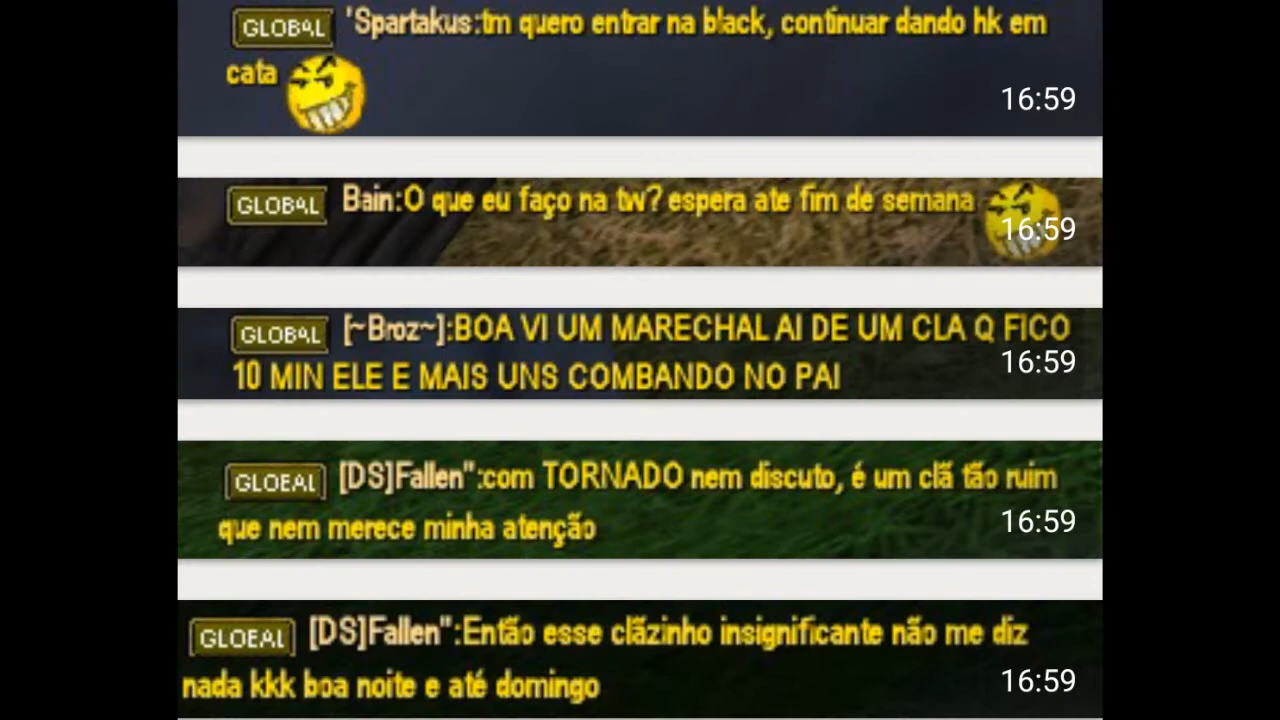 GLOBAL 'Spartakus:tm quero entrar na black, continuar dando hk em
cata
16:59
GLOBAL Bain:O que eu faço na tw? espera ate fim de semana
16:59
GLOBAL [~Broz~]:BOA VI UM MARECHAL AI DE UM CLA Q FICO
16:59
10 MIN ELE E MAIS UNS COMBANDO NO PAI
GLOBAL [DS]Fallen":com TORNADO nem discuto, é um clã tão ruim
que nem merece minha atenção
16:59
GLOBAL [DS]Fallen":Então esse clãzinho insignificante não me diz
nada kkk boa noite e até domingo
16:59